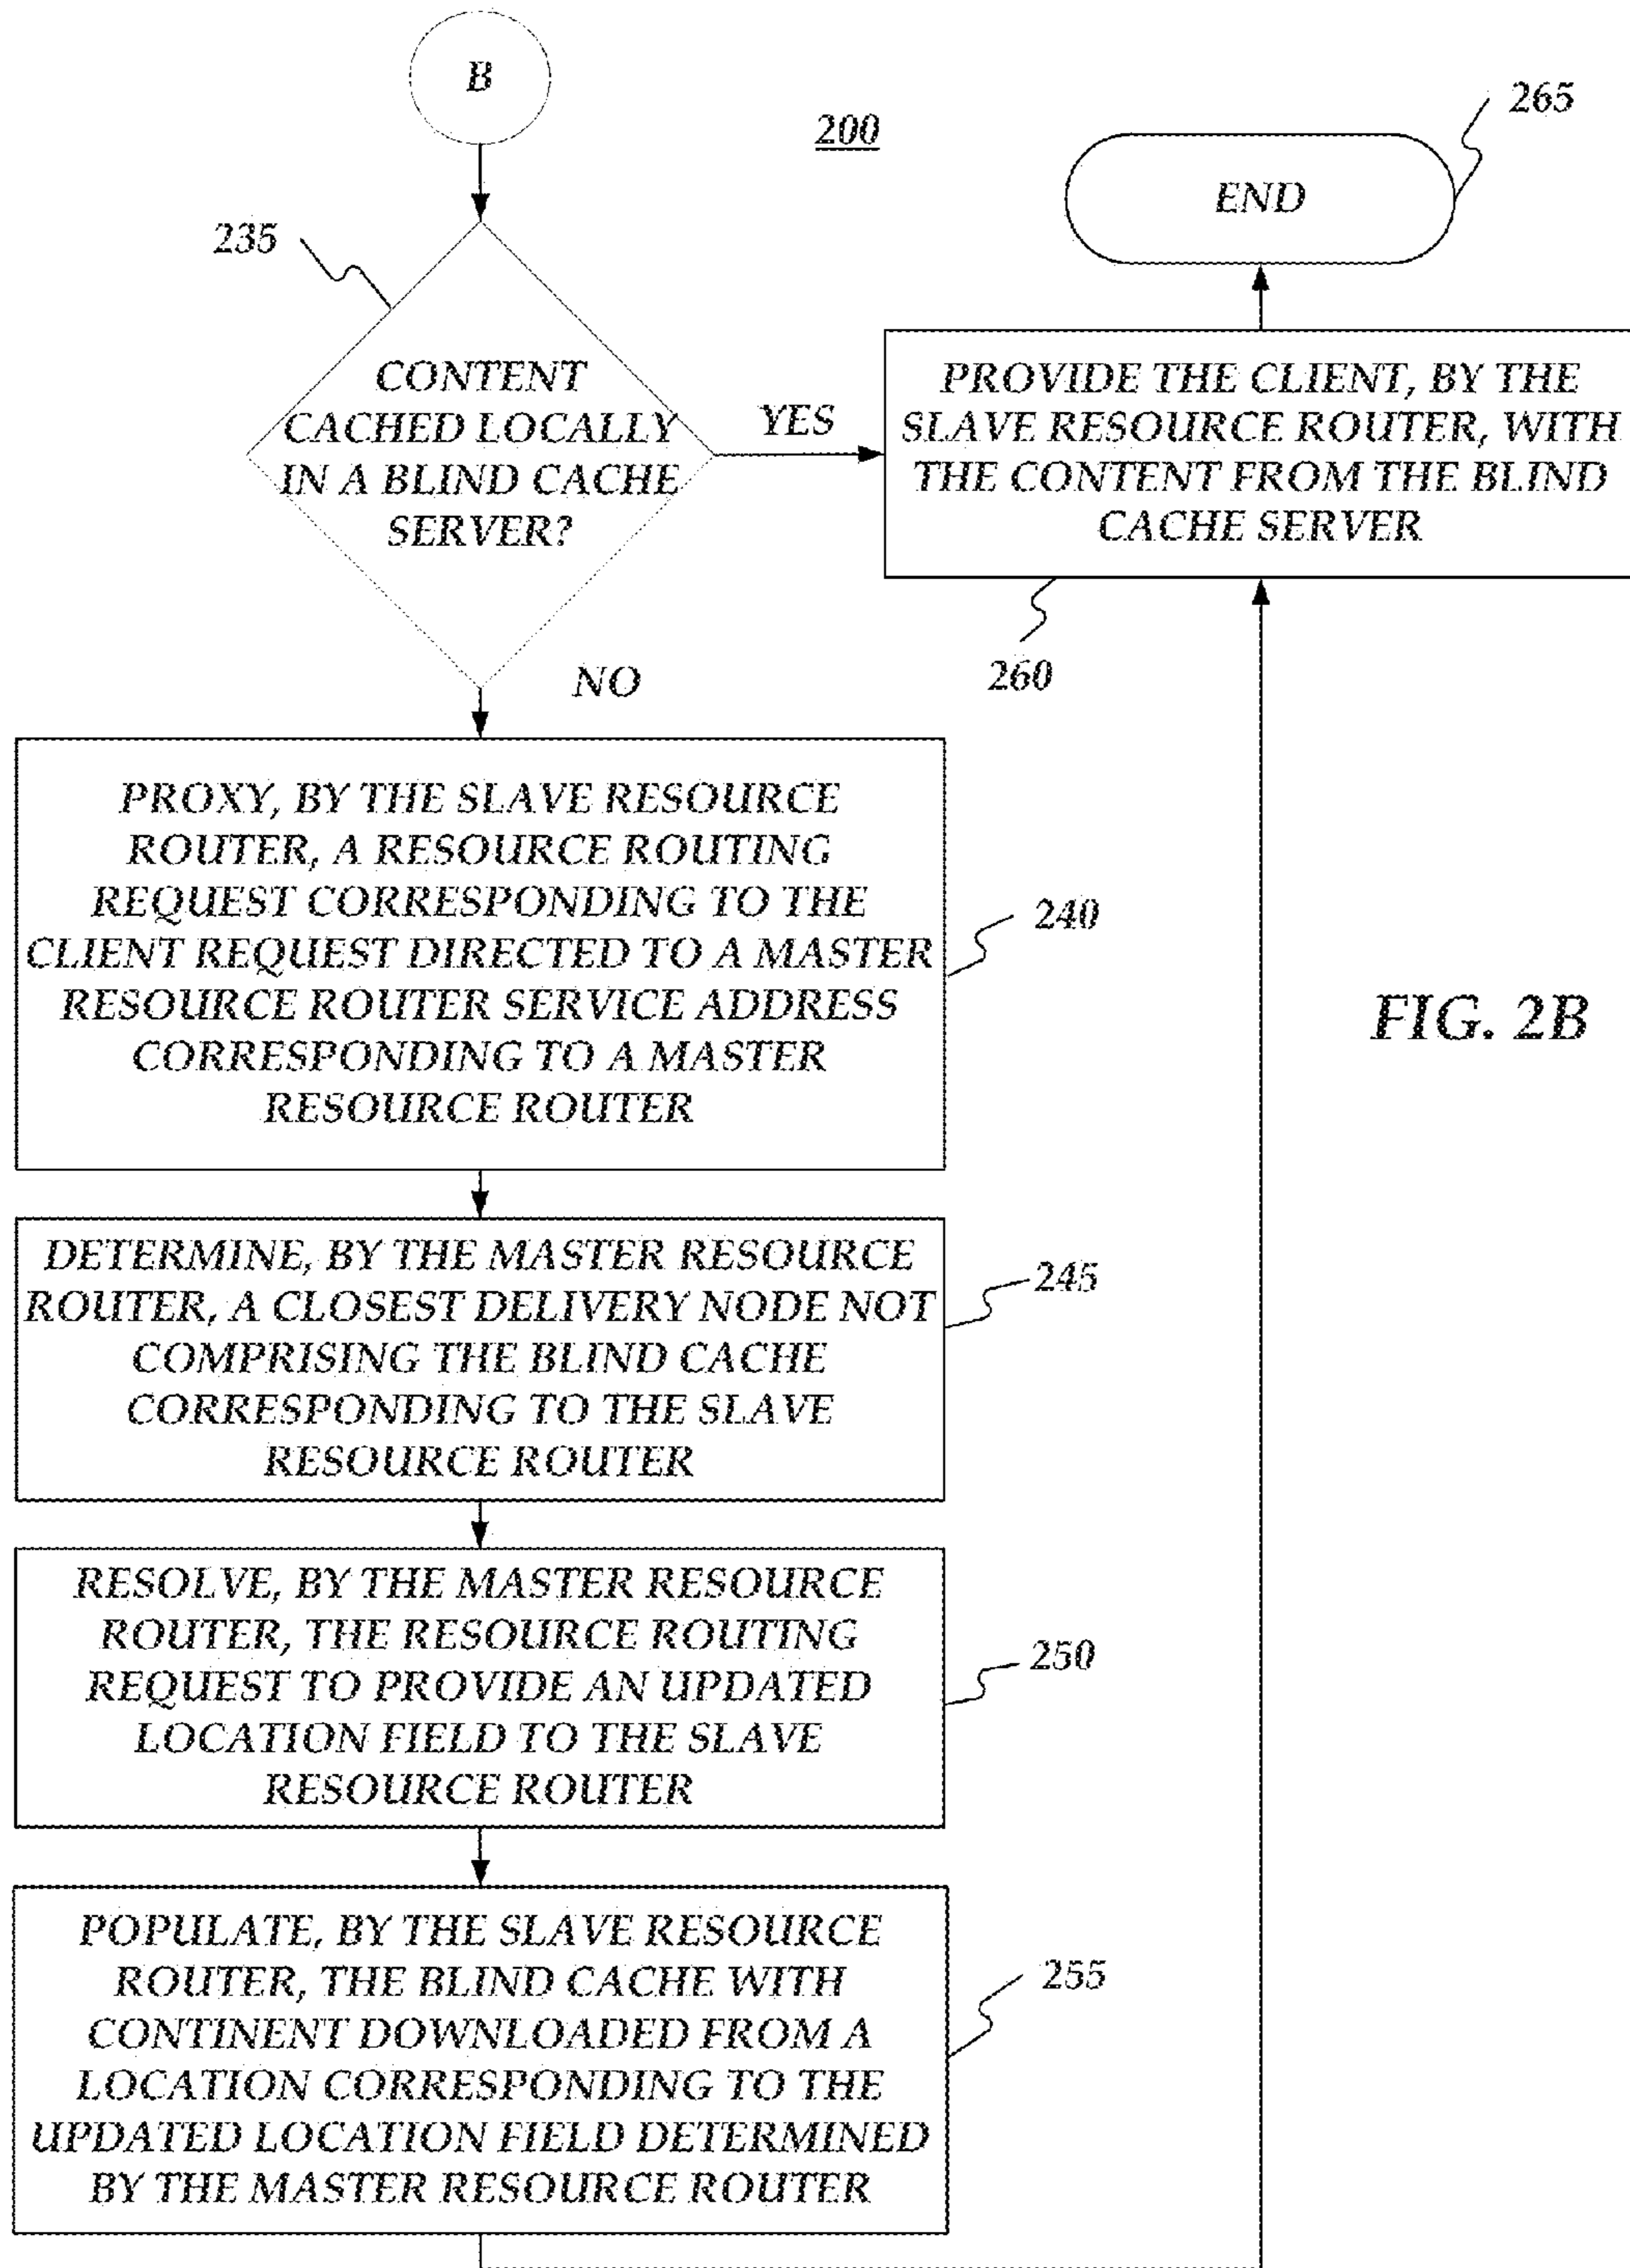 B
200
265
END
235
CONTENT
CACHED LOCALLY
IN A BLIND CACHE
SERVER?
YES
PROVIDE THE CLIENT, BY THE
SLAVE RESOURCE ROUTER, WITH
THE CONTENT FROM THE BLIND
CACHE SERVER
260
NO
PROXY, BY THE SLAVE RESOURCE
ROUTER, A RESOURCE ROUTING
REQUEST CORRESPONDING TO THE
CLIENT REQUEST DIRECTED TO A MASTER
RESOURCE ROUTER SERVICE ADDRESS
CORRESPONDING TO A MASTER
RESOURCE ROUTER
240
FIG. 2B
DETERMINE, BY THE MASTER RESOURCE
ROUTER, A CLOSEST DELIVERY NODE NOT
COMPRISING THE BLIND CACHE
CORRESPONDING TO THE SLAVE
RESOURCE ROUTER
245
RESOLVE, BY THE MASTER RESOURCE
ROUTER, THE RESOURCE ROUTING
REQUEST TO PROVIDE AN UPDATED
LOCATION FIELD TO THE SLAVE
RESOURCE ROUTER
250
POPULATE, BY THE SLAVE RESOURCE
ROUTER, THE BLIND CACHE WITH
CONTINENT DOWNLOADED FROM A
LOCATION CORRESPONDING TO THE
UPDATED LOCATION FIELD DETERMINED
BY THE MASTER RESOURCE ROUTER
255